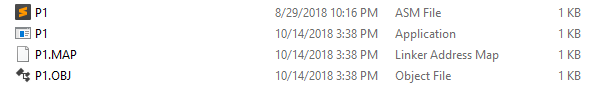 P1 8/29/2018 10:16 PM ASM File 1 KB
P1 10/14/2018 3:38 PM Application 1 KB
P1.MAP 10/14/2018 3:38 PM Linker Address Map 1 KB
P1.OBJ 10/14/2018 3:38 PM Object File 1 KB